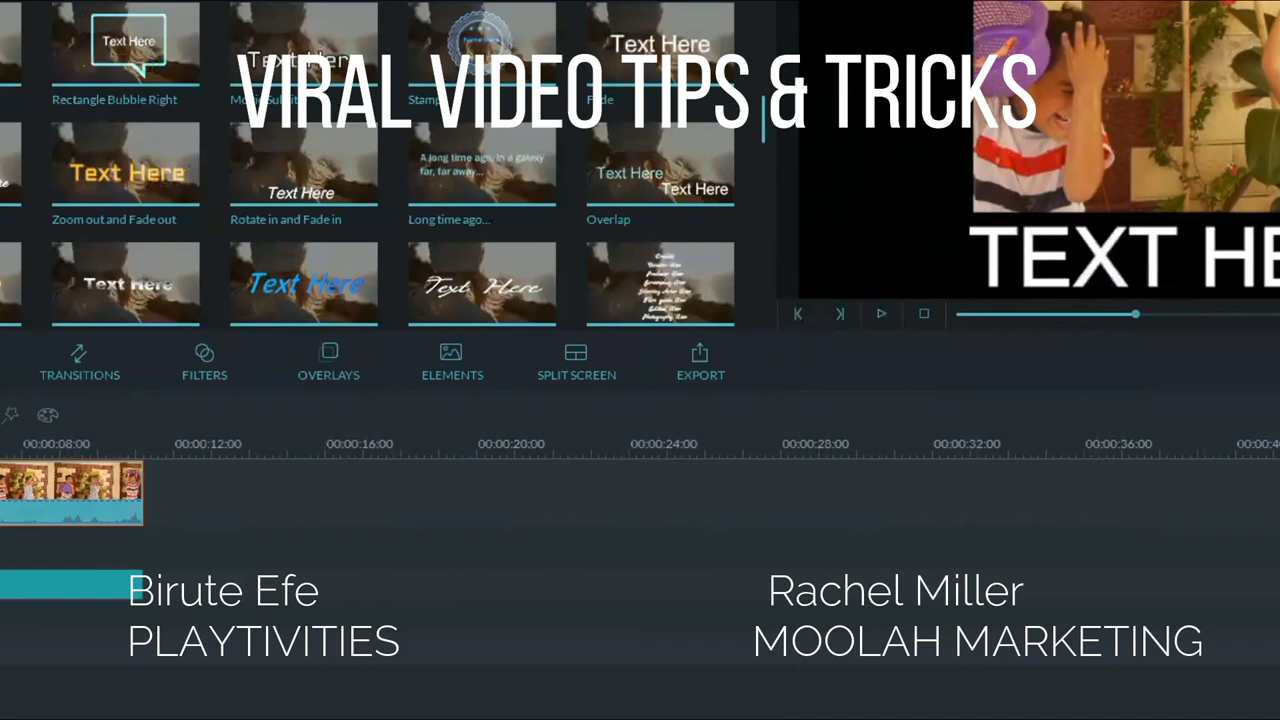 VIRAL VIDEO TIPS & TRICKS
Text Here
Text Here
Text Here
Rectangle Bubble Right
Stamp
Text Here
Text Here
A long time ago, in a galaxy
far, far away...
Text Here
Text Here
Zoom out and Fade out
Rotate in and Fade in
Long time ago...
Overlap
Text Here
Text Here
Text Here
TEXT HE
TRANSITIONS
FILTERS
OVERLAYS
ELEMENTS
SPLIT SCREEN
EXPORT
00:00:08:00
00:00:12:00
00:00:16:00
00:00:20:00
00:00:24:00
00:00:28:00
00:00:32:00
00:00:36:00
Birute Efe
PLAYTIVITIES
Rachel Miller
MOOLAH MARKETING